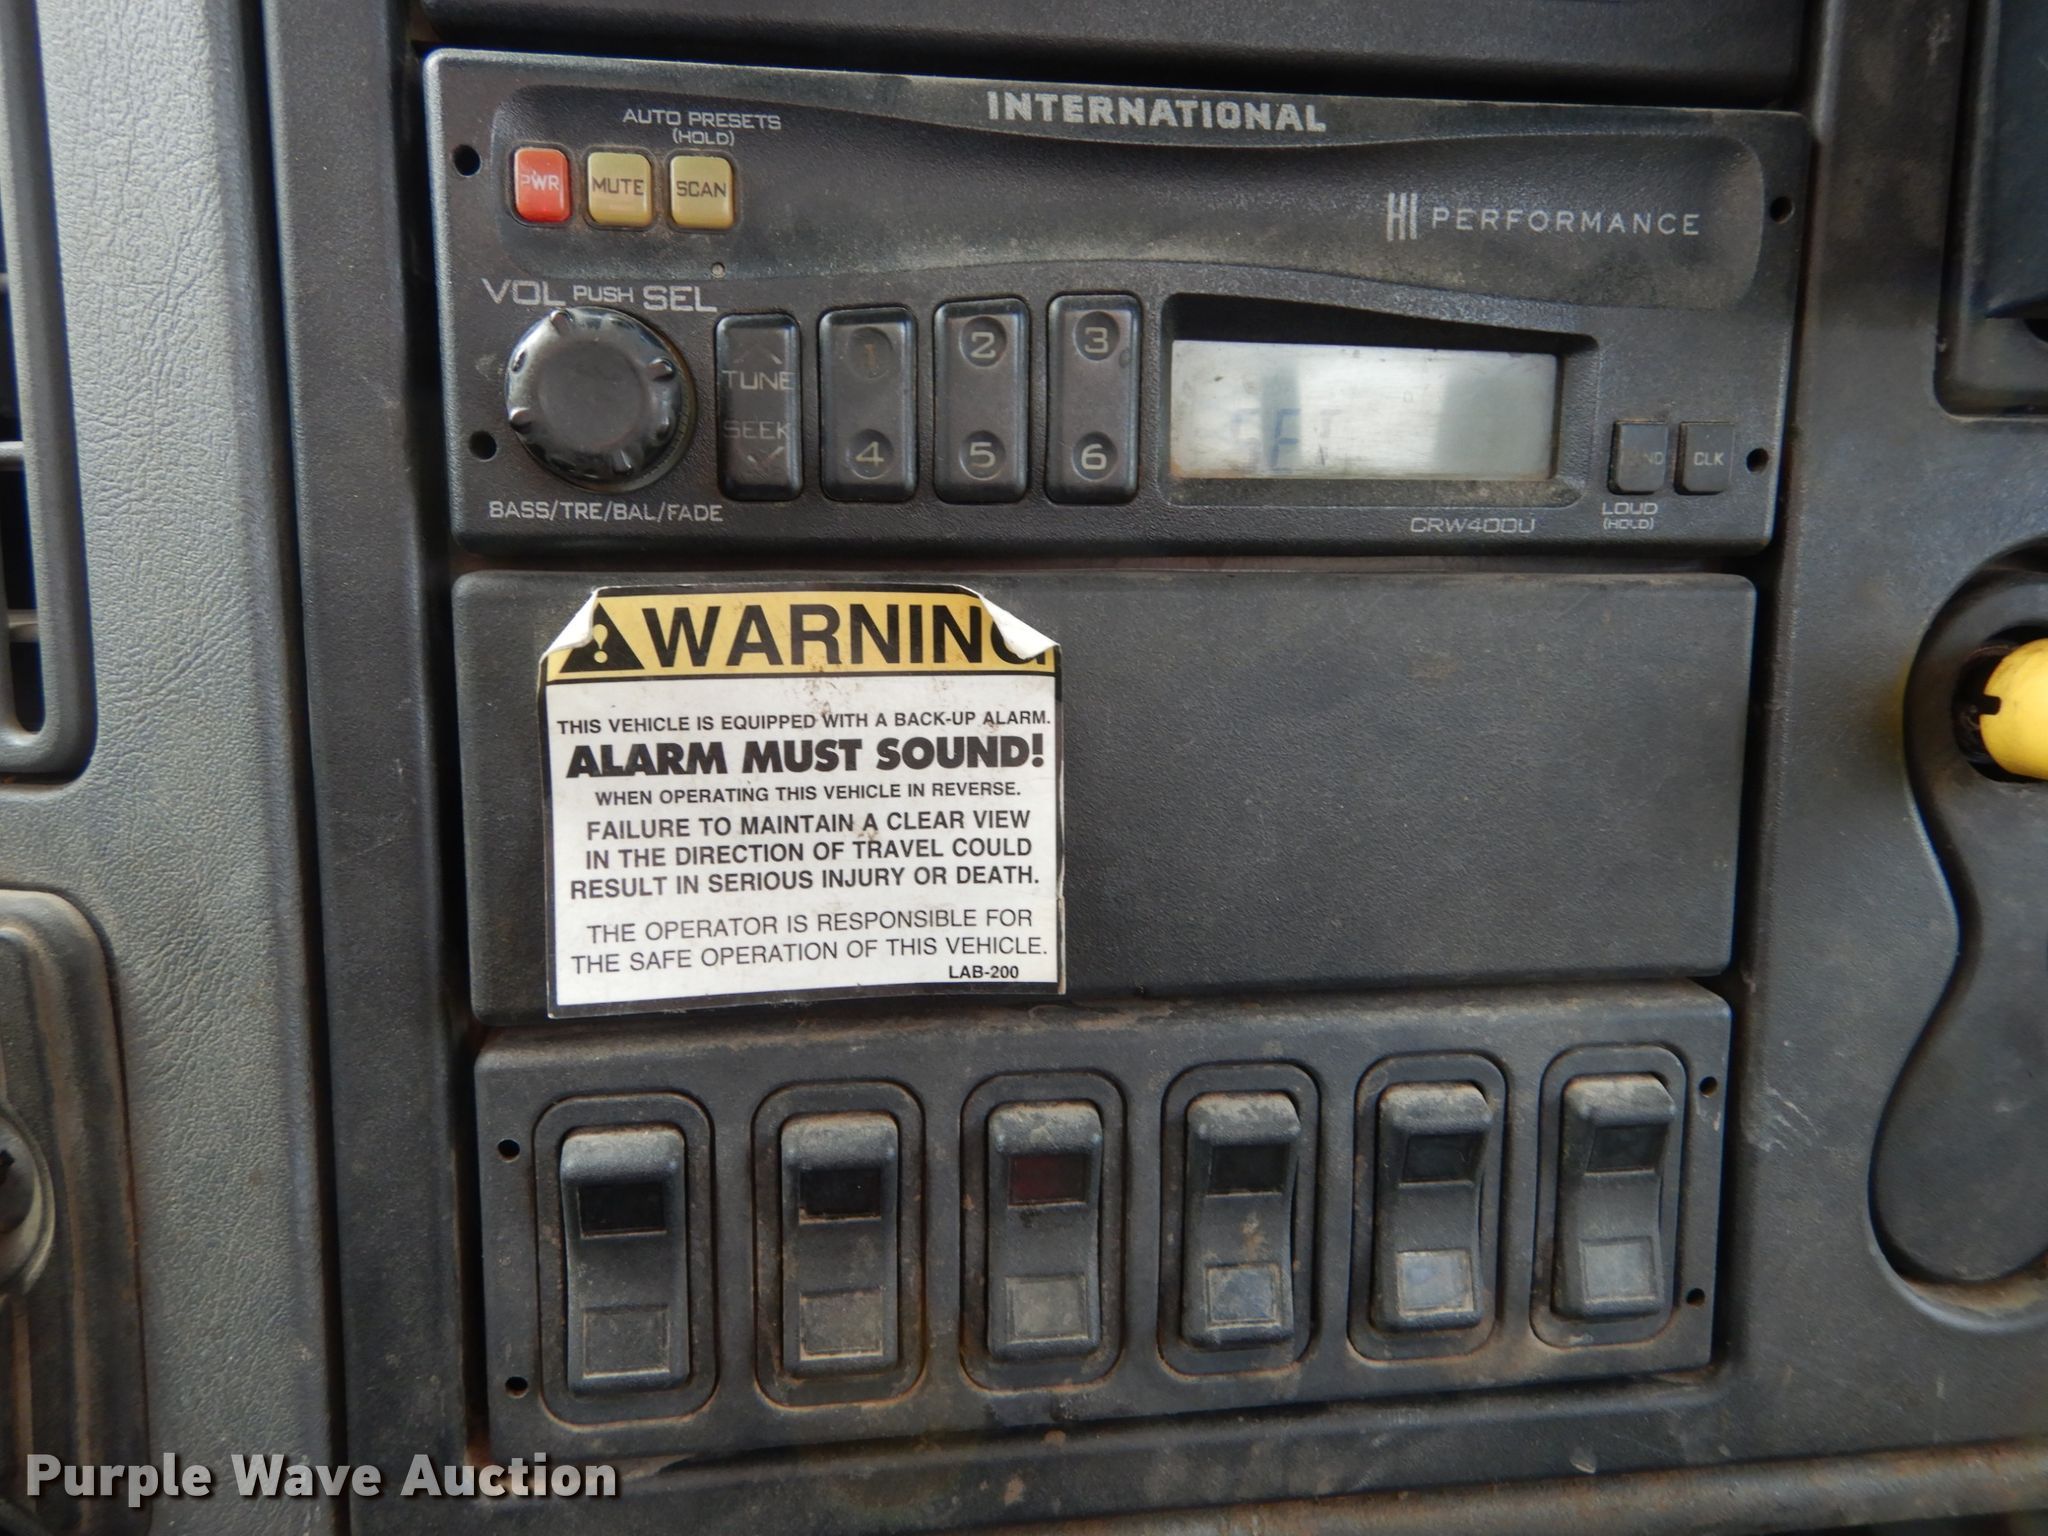 INTERNATIONAL
AUTO PRESETS
(HOLD)
PWR
MUTE
SCAN
HI PERFORMANCE
VOL PUSH SEL
TUNE
SEEK
1
2
3
4
5
6
SET
CLK
BASS/TRE/BAL/FADE
CRW400U
LOUD
(HOLD)
WARNING
THIS VEHICLE IS EQUIPPED WITH A BACK-UP ALARM.
ALARM MUST SOUND!
WHEN OPERATING THIS VEHICLE IN REVERSE.
FAILURE TO MAINTAIN A CLEAR VIEW
IN THE DIRECTION OF TRAVEL COULD
RESULT IN SERIOUS INJURY OR DEATH.
THE OPERATOR IS RESPONSIBLE FOR
THE SAFE OPERATION OF THIS VEHICLE.
LAB-200
Purple Wave Auction